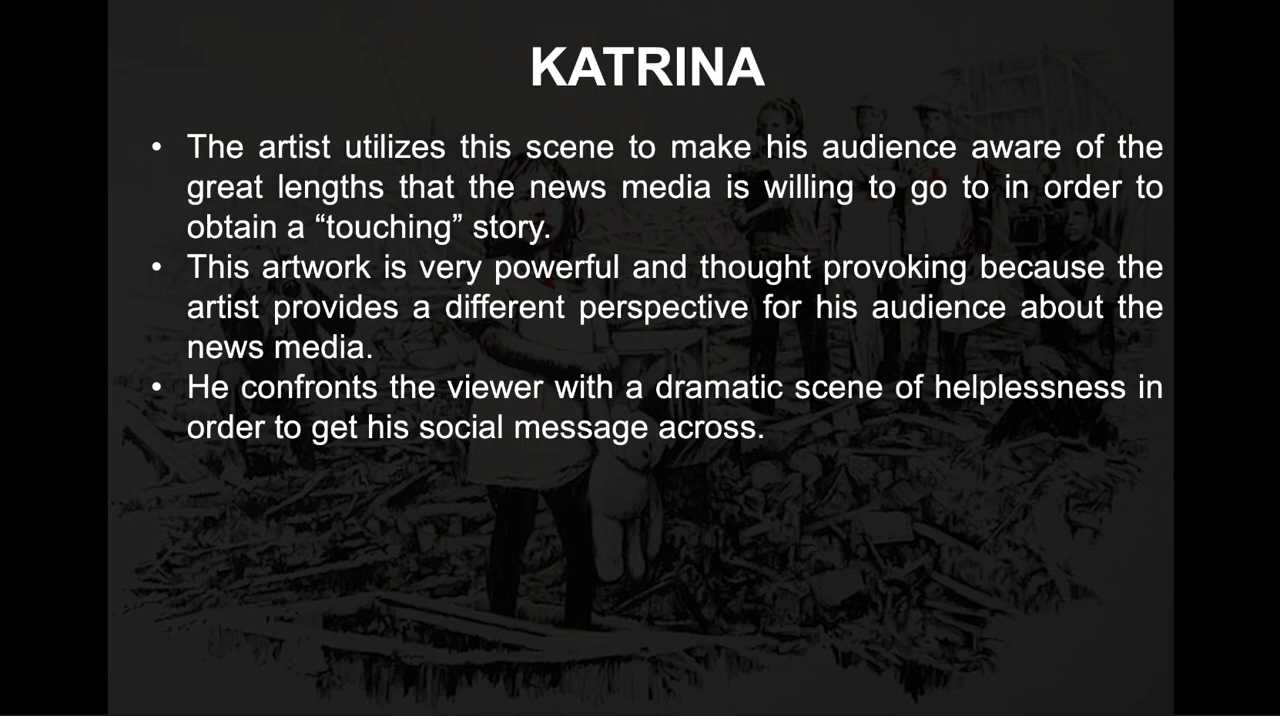 KATRINA
• The artist utilizes this scene to make his audience aware of the
great lengths that the news media is willing to go to in order to
obtain a “touching” story.
• This artwork is very powerful and thought provoking because the
artist provides a different perspective for his audience about the
news media.
• He confronts the viewer with a dramatic scene of helplessness in
order to get his social message across.